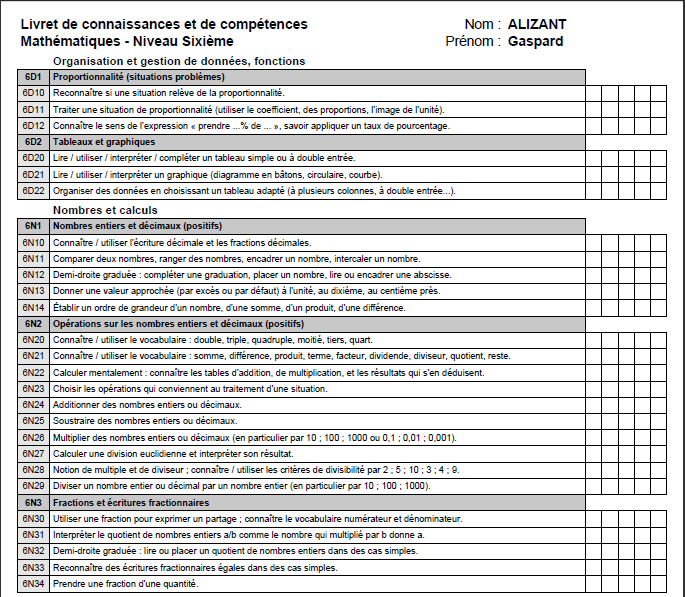 Livret de connaissances et de compétences Nom : ALIZANT
Mathématiques - Niveau Sixième Prénom : Gaspard
Organisation et gestion de données, fonctions
6D1 Proportionnalité (situations problèmes)
6D10 Reconnaître si une situation relève de la proportionnalité.
6D11 Traiter une situation de proportionnalité (utiliser le coefficient, des proportions, l'image de l'unité).
6D12 Connaître le sens de l'expression « prendre ...% de ... », savoir appliquer un taux de pourcentage.
6D2 Tableaux et graphiques
6D20 Lire / utiliser / interpréter / compléter un tableau simple ou à double entrée.
6D21 Lire / utiliser / interpréter un graphique (diagramme en bâtons, circulaire, courbe).
6D22 Organiser des données en choisissant un tableau adapté (à plusieurs colonnes, à double entrée...).
Nombres et calculs
6N1 Nombres entiers et décimaux (positifs)
6N10 Connaître / utiliser l'écriture décimale et les fractions décimales.
6N11 Comparer deux nombres, ranger des nombres, encadrer un nombre, intercaler un nombre.
6N12 Demi-droite graduée : compléter une graduation, placer un nombre, lire ou encadrer une abscisse.
6N13 Donner une valeur approchée (par excès ou par défaut) à l'unité, au dixième, au centième près.
6N14 Établir un ordre de grandeur d'un nombre, d'une somme, d'un produit, d'une différence.
6N2 Opérations sur les nombres entiers et décimaux (positifs)
6N20 Connaître / utiliser le vocabulaire : double, triple, quadruple, moitié, tiers, quart.
6N21 Connaître / utiliser le vocabulaire : somme, différence, produit, terme, facteur, dividende, diviseur, quotient, reste.
6N22 Calculer mentalement : connaître les tables d'addition, de multiplication, et les résultats qui s'en déduisent.
6N23 Choisir les opérations qui conviennent au traitement d'une situation.
6N24 Additionner des nombres entiers ou décimaux.
6N25 Soustraire des nombres entiers ou décimaux.
6N26 Multiplier des nombres entiers ou décimaux (en particulier par 10 ; 100 ; 1000 ou 0,1 ; 0,01 ; 0,001).
6N27 Calculer une division euclidienne et interpréter son résultat.
6N28 Notion de multiple et de diviseur ; connaître / utiliser les critères de divisibilité par 2 ; 5 ; 10 ; 3 ; 4 ; 9.
6N29 Diviser un nombre entier ou décimal par un nombre entier (en particulier par 10 ; 100 ; 1000).
6N3 Fractions et écritures fractionnaires
6N30 Utiliser une fraction pour exprimer un partage ; connaître le vocabulaire numérateur et dénominateur.
6N31 Interpréter le quotient de nombres entiers a/b comme le nombre qui multiplié par b donne a.
6N32 Demi-droite graduée : lire ou placer un quotient de nombres entiers dans des cas simples.
6N33 Reconnaître des écritures fractionnaires égales dans des cas simples.
6N34 Prendre une fraction d'une quantité.